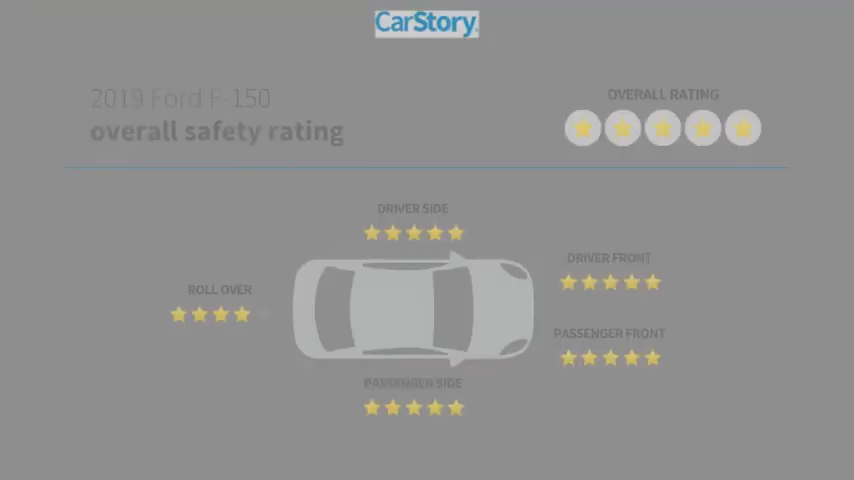 CarStory
2019 Ford F-150
overall safety rating
OVERALL RATING
DRIVER SIDE
DRIVER FRONT
ROLL OVER
PASSENGER FRONT
PASSENGER SIDE